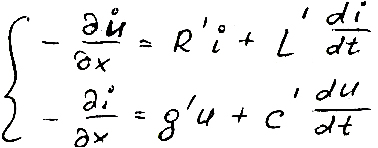 - ∂u̇/∂x = R'i + L' di/dt
- ∂i/∂x = g'u + c' du/dt